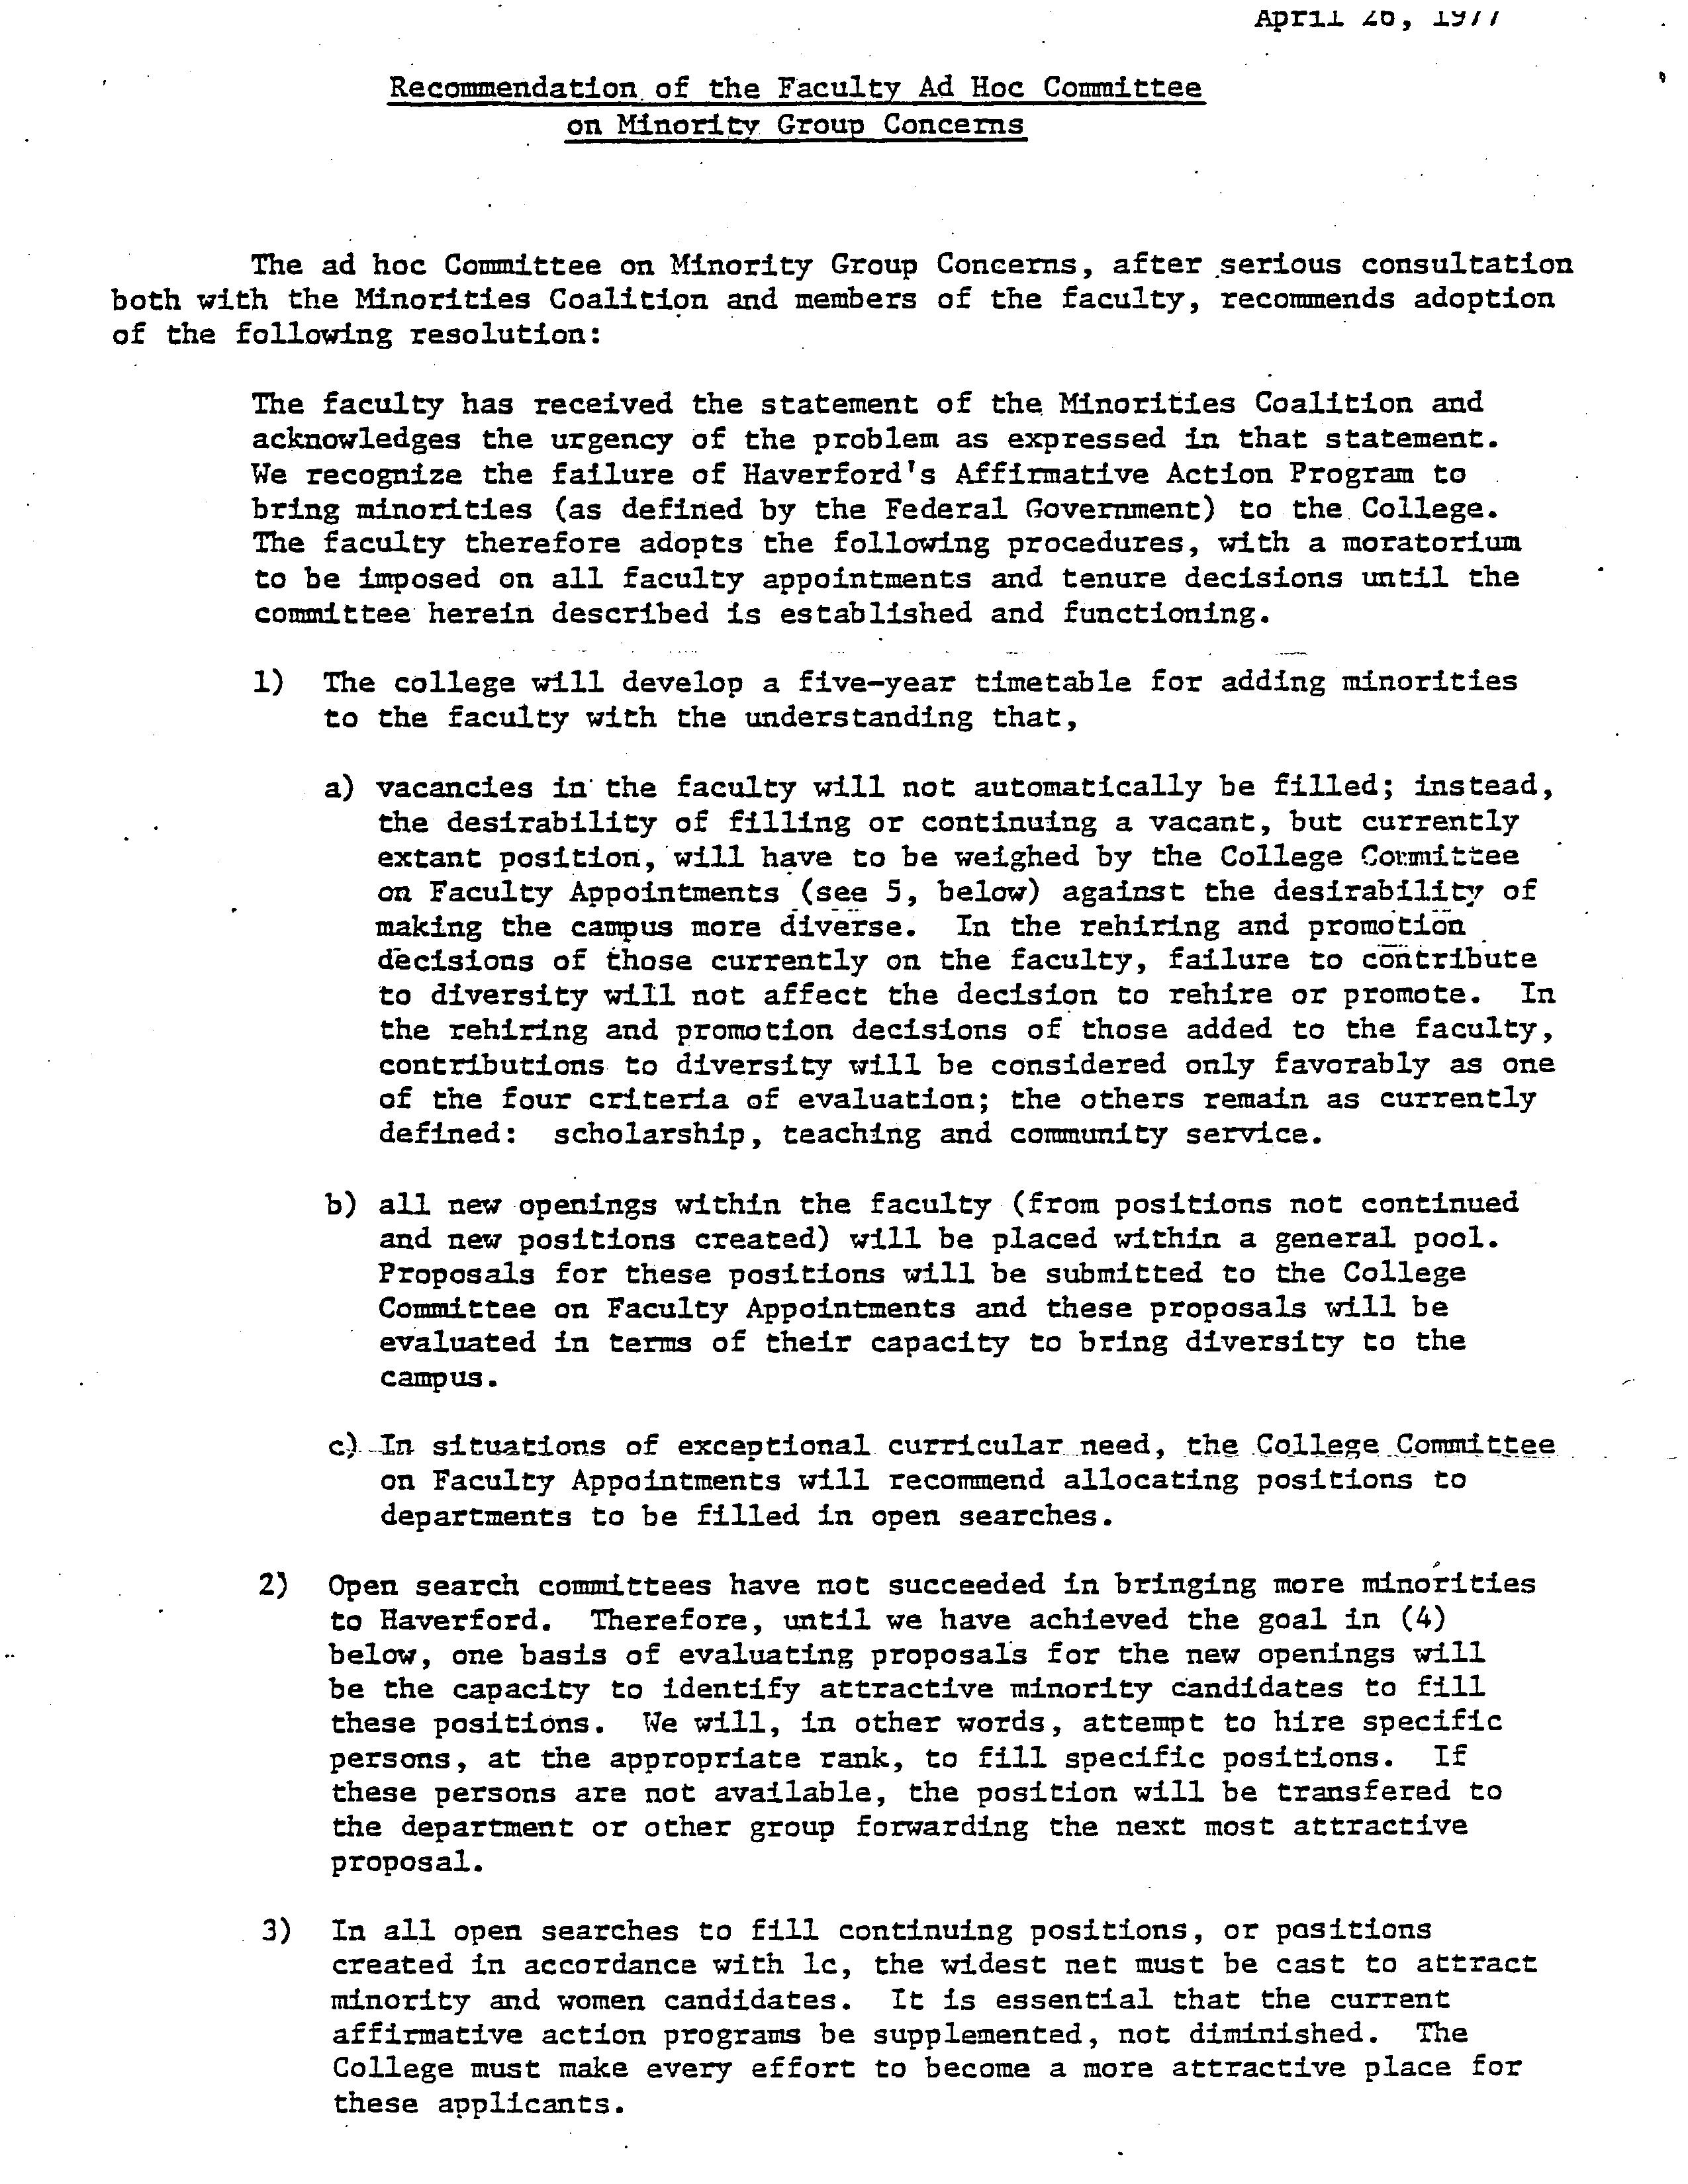 April 26, 1977
Recommendation of the Faculty Ad Hoc Committee
on Minority Group Concerns
The ad hoc Committee on Minority Group Concerns, after serious consultation
both with the Minorities Coalition and members of the faculty, recommends adoption
of the following resolution:
The faculty has received the statement of the Minorities Coalition and
acknowledges the urgency of the problem as expressed in that statement.
We recognize the failure of Haverford's Affirmative Action Program to
bring minorities (as defined by the Federal Government) to the College.
The faculty therefore adopts the following procedures, with a moratorium
to be imposed on all faculty appointments and tenure decisions until the
committee herein described is established and functioning.
1) The college will develop a five-year timetable for adding minorities
to the faculty with the understanding that,
a) vacancies in the faculty will not automatically be filled; instead,
the desirability of filling or continuing a vacant, but currently
extant position, will have to be weighed by the College Committee
on Faculty Appointments (see 5, below) against the desirability of
making the campus more diverse. In the rehiring and promotion
decisions of those currently on the faculty, failure to contribute
to diversity will not affect the decision to rehire or promote. In
the rehiring and promotion decisions of those added to the faculty,
contributions to diversity will be considered only favorably as one
of the four criteria of evaluation; the others remain as currently
defined: scholarship, teaching and community service.
b) all new openings within the faculty (from positions not continued
and new positions created) will be placed within a general pool.
Proposals for these positions will be submitted to the College
Committee on Faculty Appointments and these proposals will be
evaluated in terms of their capacity to bring diversity to the
campus.
c) In situations of exceptional curricular need, the College Committee
on Faculty Appointments will recommend allocating positions to
departments to be filled in open searches.
2) Open search committees have not succeeded in bringing more minorities
to Haverford. Therefore, until we have achieved the goal in (4)
below, one basis of evaluating proposals for the new openings will
be the capacity to identify attractive minority candidates to fill
these positions. We will, in other words, attempt to hire specific
persons, at the appropriate rank, to fill specific positions. If
these persons are not available, the position will be transfered to
the department or other group forwarding the next most attractive
proposal.
3) In all open searches to fill continuing positions, or positions
created in accordance with 1c, the widest net must be cast to attract
minority and women candidates. It is essential that the current
affirmative action programs be supplemented, not diminished. The
College must make every effort to become a more attractive place for
these applicants.